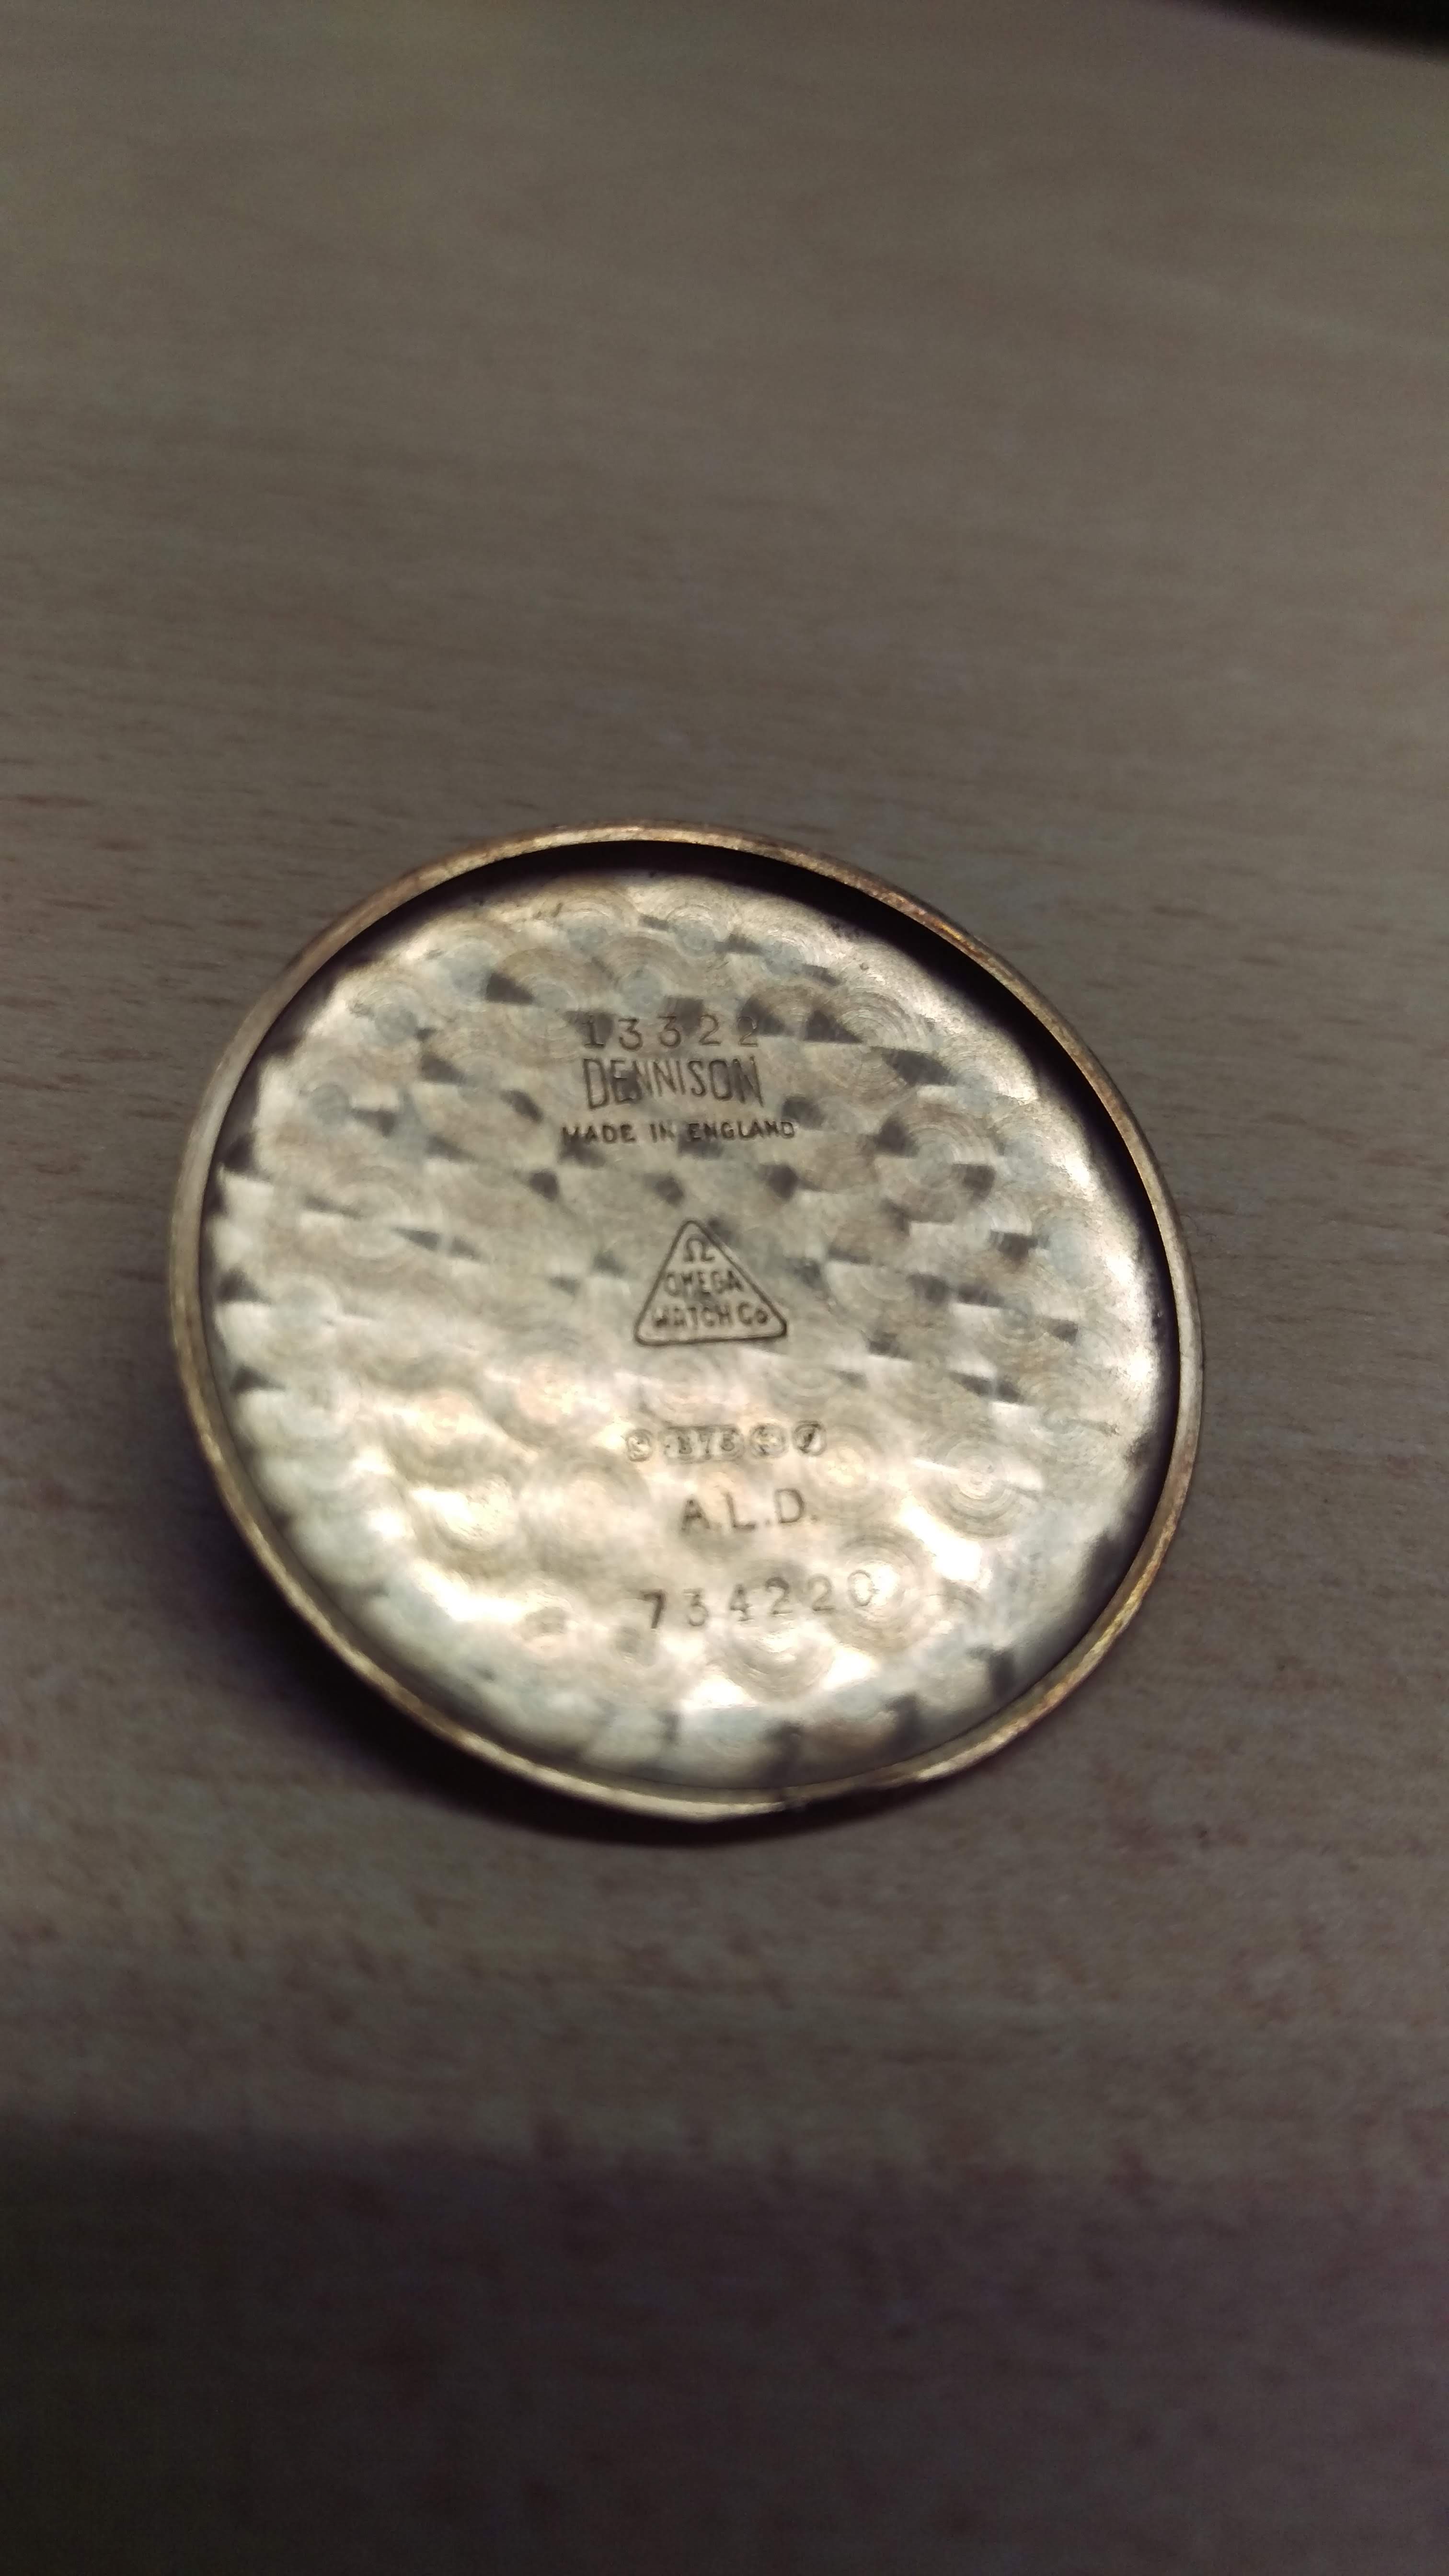 13322
DENNISON
MADE IN ENGLAND
Ω
OMEGA
WATCH Co
375
A.L.D.
734220